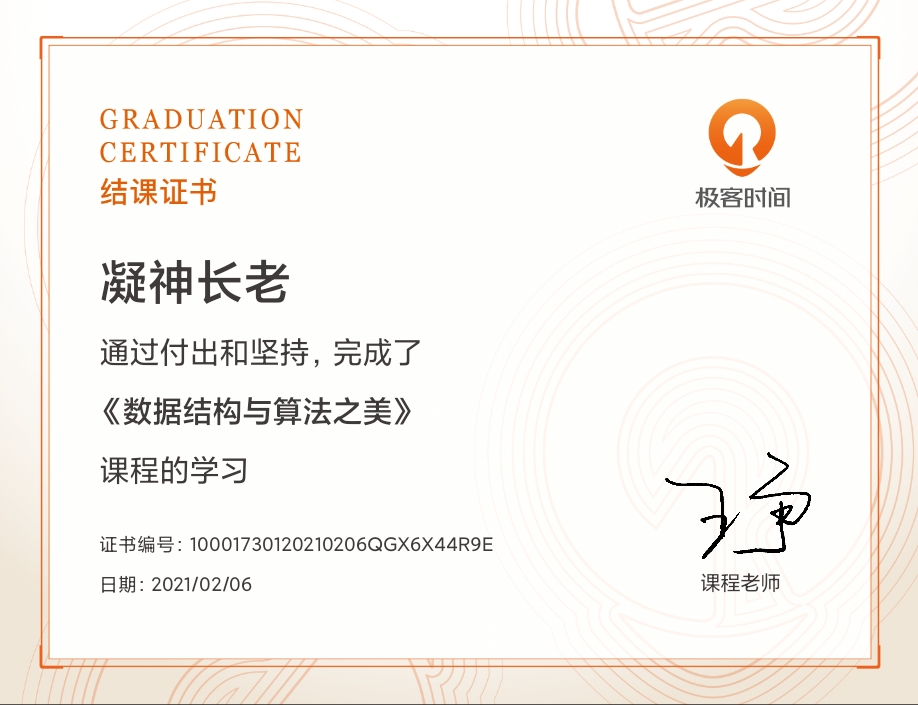 GRADUATION
CERTIFICATE
结课证书
极客时间
凝神长老
通过付出和坚持，完成了
《数据结构与算法之美》
课程的学习
证书编号：10001730120210206QGX6X44R9E
日期：2021/02/06
王争
课程老师